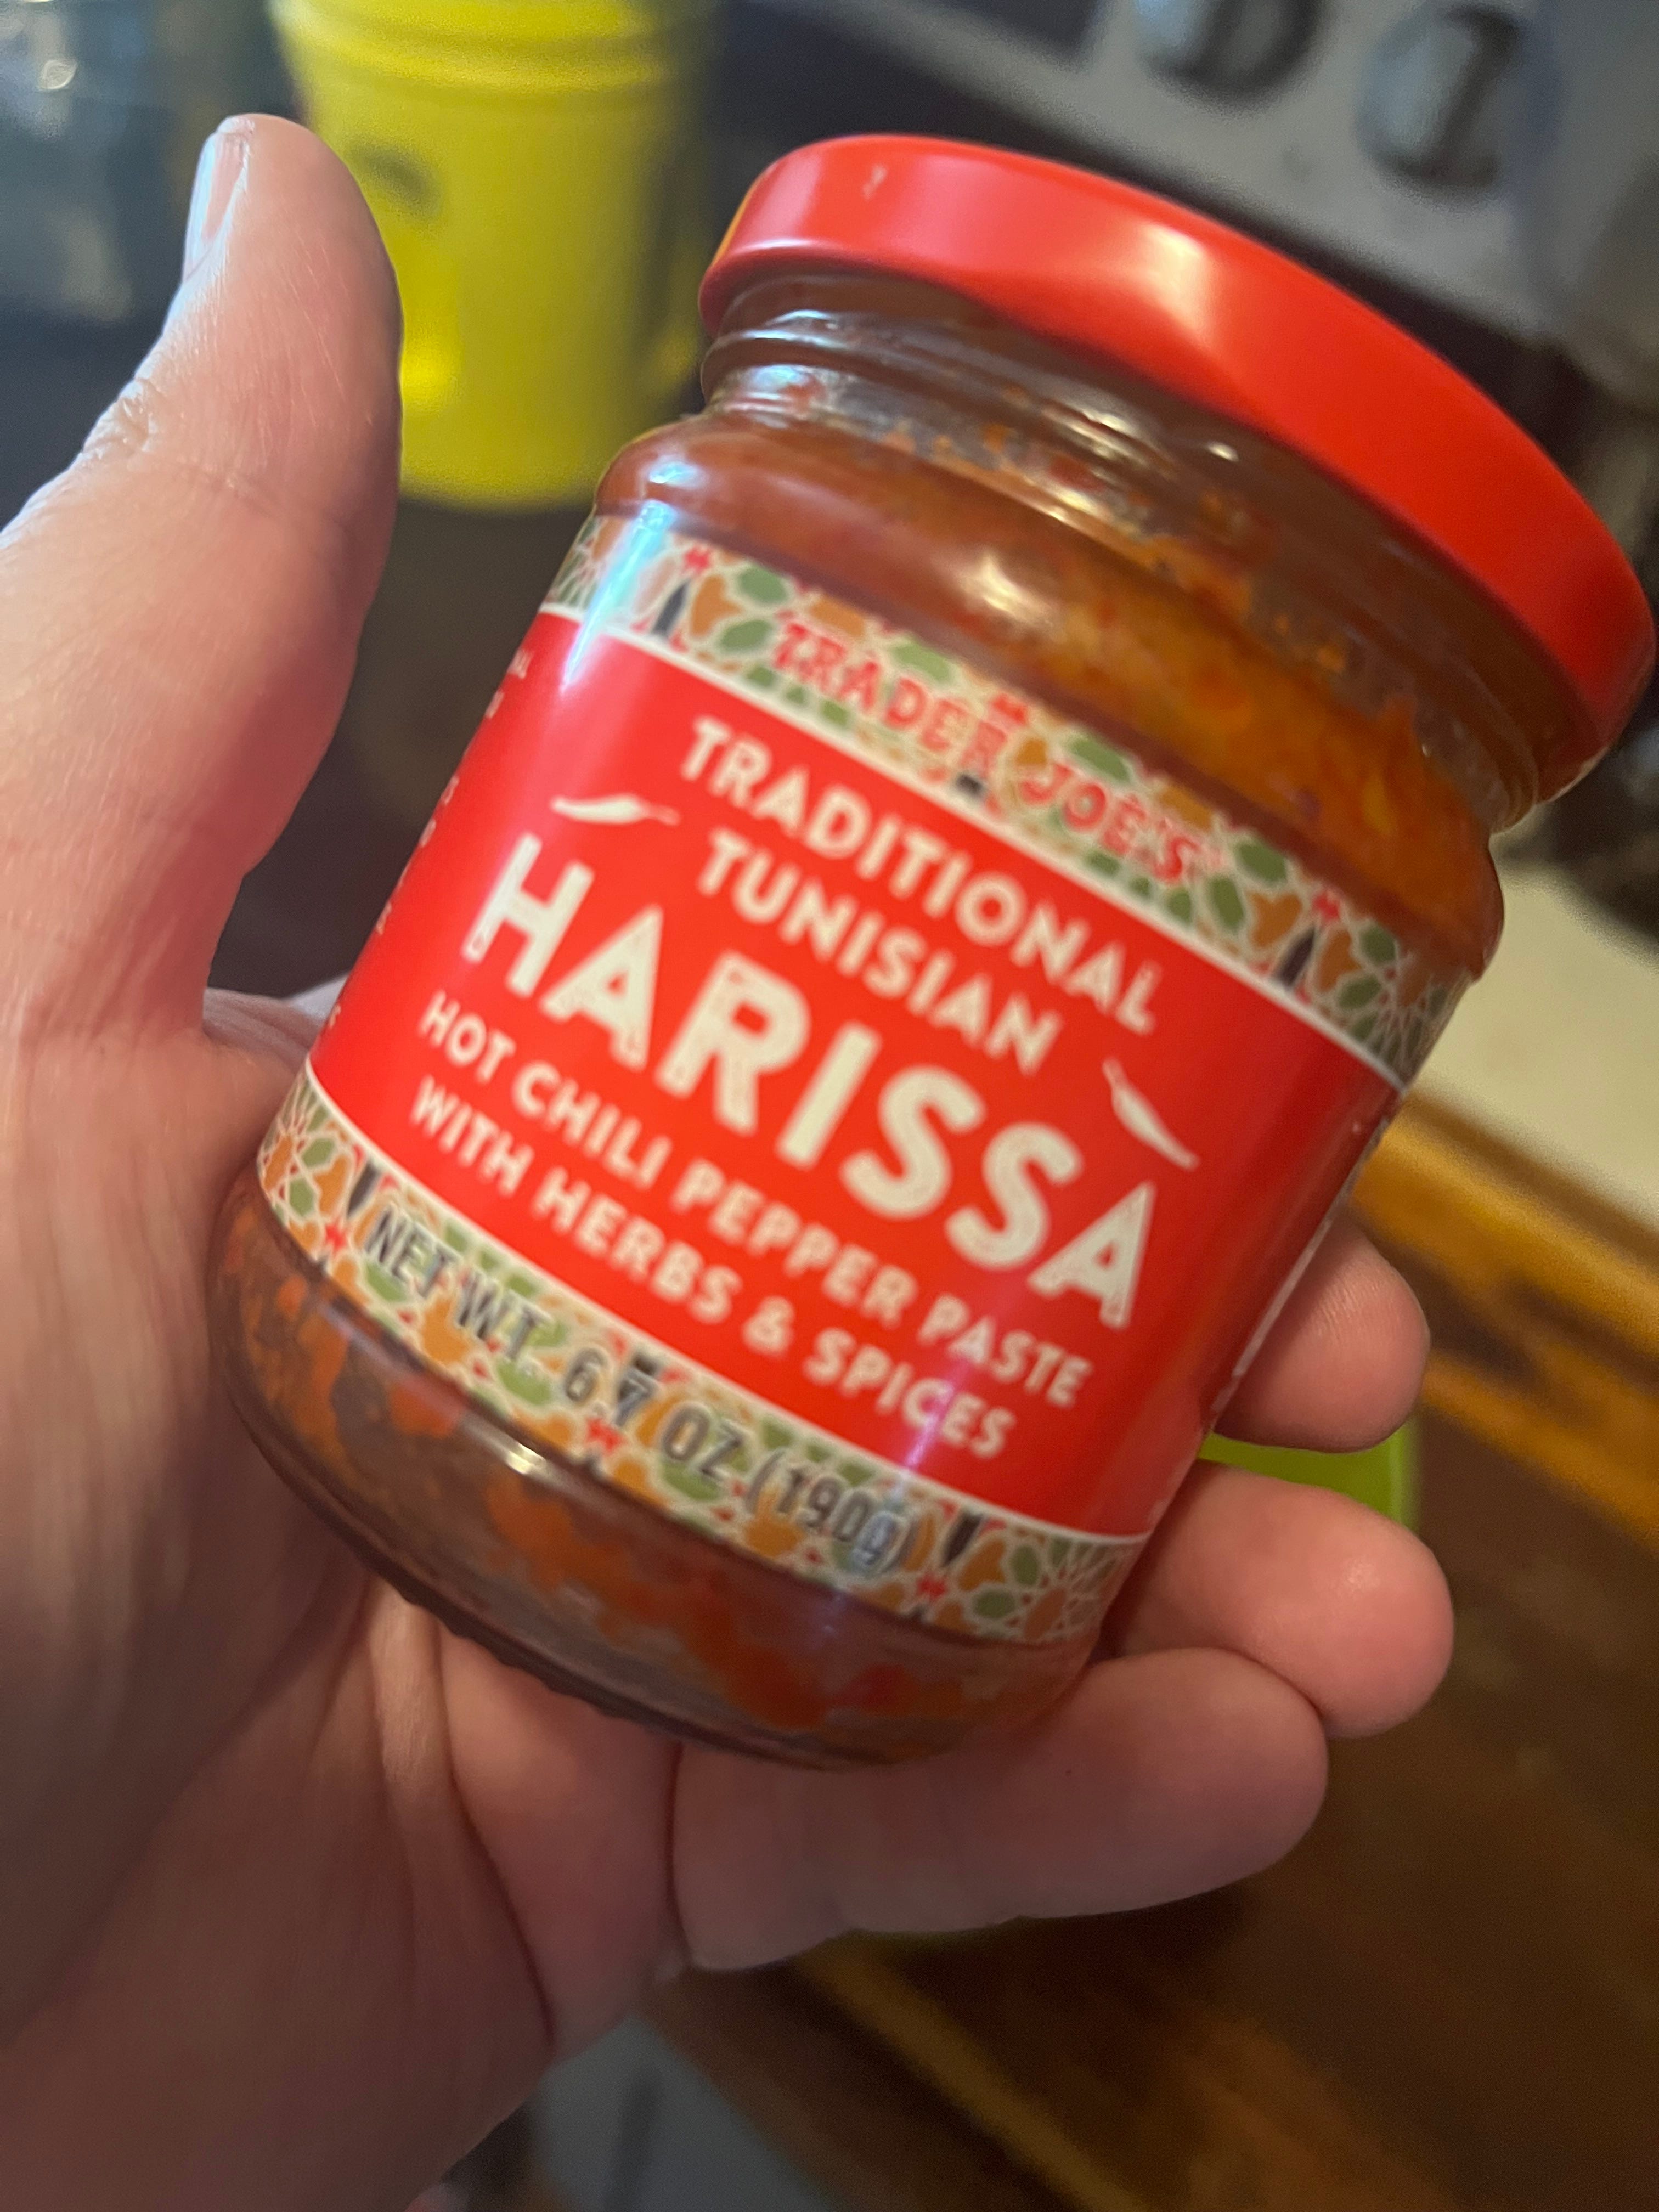 TRADER JOE'S
TRADITIONAL
TUNISIAN
HARISSA
HOT CHILI PEPPER PASTE
WITH HERBS & SPICES
NET WT. 6.7 OZ (190g)